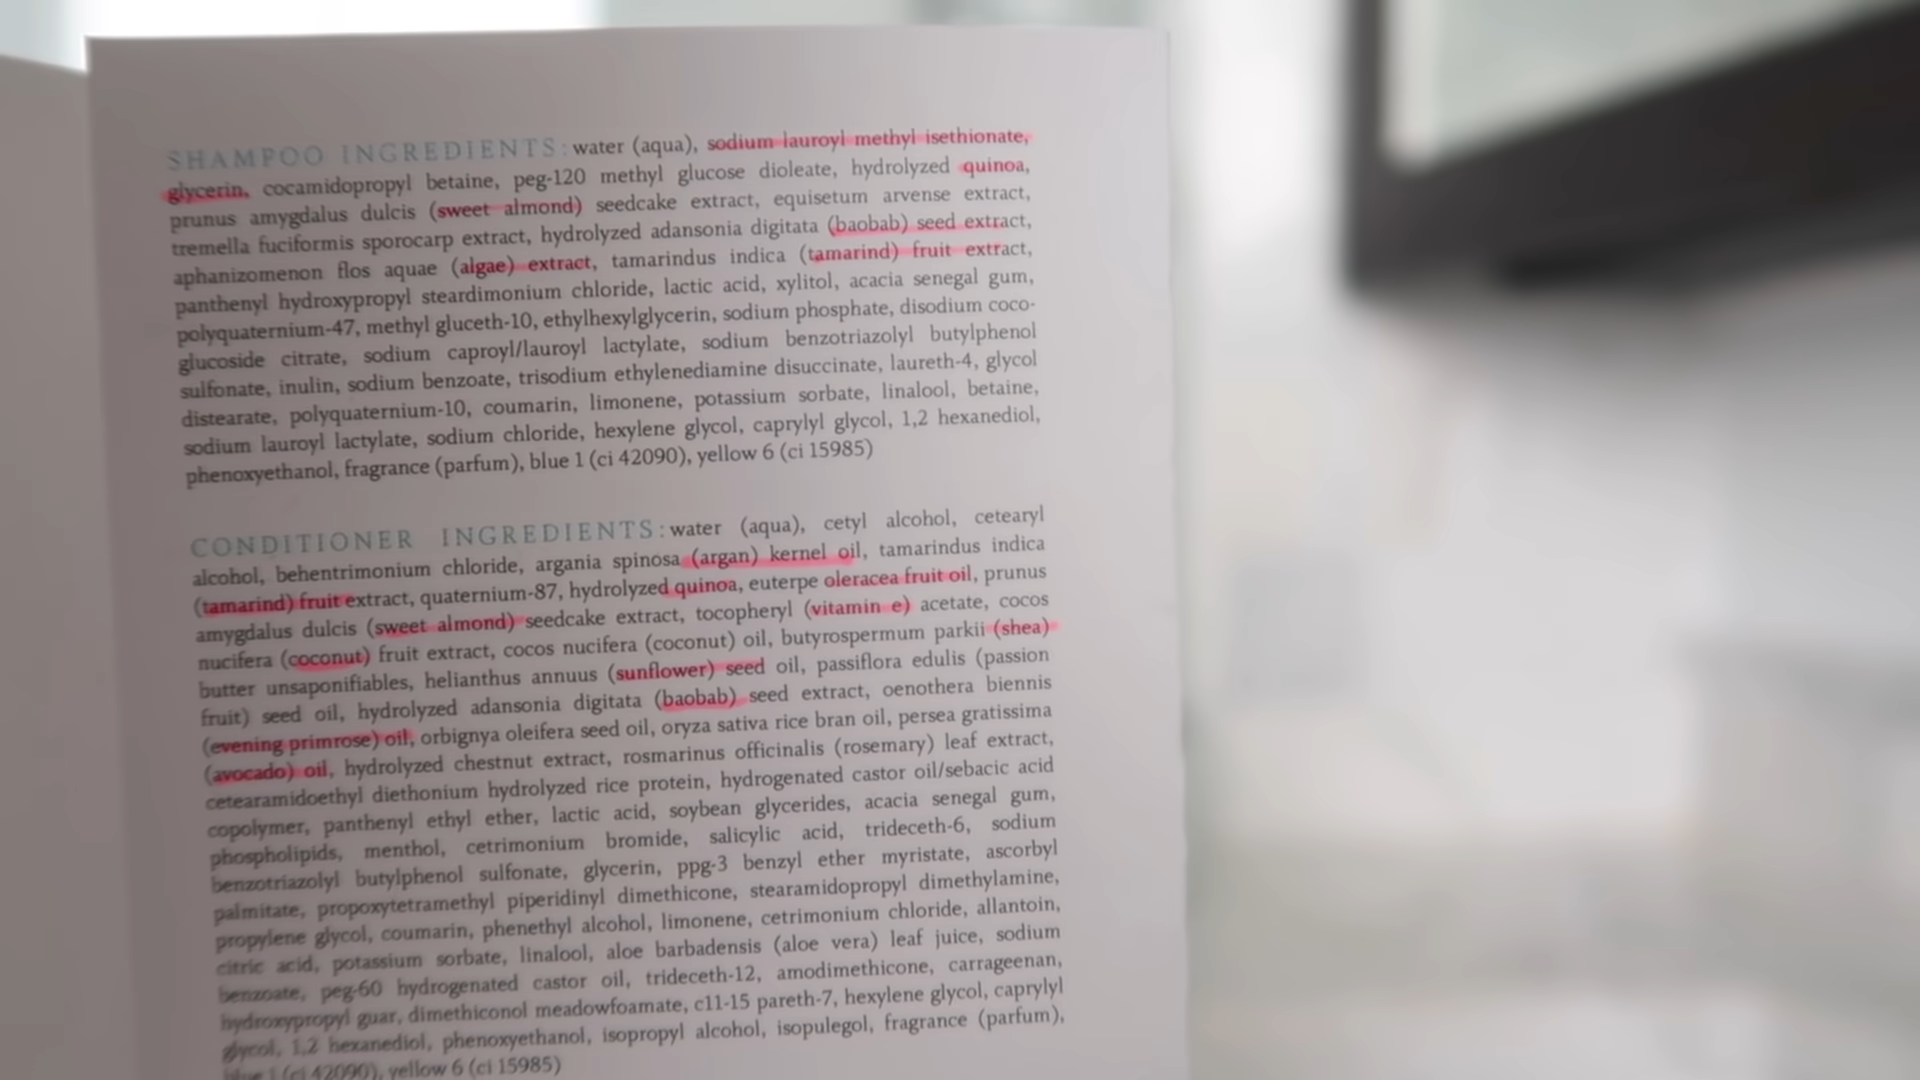 SHAMPOO INGREDIENTS: water (aqua), sodium lauroyl methyl isethionate,
glycerin, cocamidopropyl betaine, peg-120 methyl glucose dioleate, hydrolyzed quinoa,
prunus amygdalus dulcis (sweet almond) seedcake extract, equisetum arvense extract,
tremella fuciformis sporocarp extract, hydrolyzed adansonia digitata (baobab) seed extract,
aphanizomenon flos aquae (algae) extract, tamarindus indica (tamarind) fruit extract,
panthenyl hydroxypropyl steardimonium chloride, lactic acid, xylitol, acacia senegal gum,
polyquaternium-47, methyl gluceth-10, ethylhexylglycerin, sodium phosphate, disodium coco-
glucoside citrate, sodium caproyl/lauroyl lactylate, sodium benzotriazolyl butylphenol
sulfonate, inulin, sodium benzoate, trisodium ethylenediamine disuccinate, laureth-4, glycol
distearate, polyquaternium-10, coumarin, limonene, potassium sorbate, linalool, betaine,
sodium lauroyl lactylate, sodium chloride, hexylene glycol, caprylyl glycol, 1,2 hexanediol,
phenoxyethanol, fragrance (parfum), blue 1 (ci 42090), yellow 6 (ci 15985)
CONDITIONER INGREDIENTS: water (aqua), cetyl alcohol, cetearyl
alcohol, behentrimonium chloride, argania spinosa (argan) kernel oil, tamarindus indica
(tamarind) fruit extract, quaternium-87, hydrolyzed quinoa, euterpe oleracea fruit oil, prunus
amygdalus dulcis (sweet almond) seedcake extract, tocopheryl (vitamin e) acetate, cocos
nucifera (coconut) fruit extract, cocos nucifera (coconut) oil, butyrospermum parkii (shea)
butter unsaponifiables, helianthus annuus (sunflower) seed oil, passiflora edulis (passion
fruit) seed oil, hydrolyzed adansonia digitata (baobab) seed extract, oenothera biennis
(evening primrose) oil, orbignya oleifera seed oil, oryza sativa rice bran oil, persea gratissima
(avocado) oil, hydrolyzed chestnut extract, rosmarinus officinalis (rosemary) leaf extract,
cetearamidoethyl diethonium hydrolyzed rice protein, hydrogenated castor oil/sebacic acid
copolymer, panthenyl ethyl ether, lactic acid, soybean glycerides, acacia senegal gum,
phospholipids, menthol, cetrimonium bromide, salicylic acid, trideceth-6, sodium
benzotriazolyl butylphenol sulfonate, glycerin, ppg-3 benzyl ether myristate, ascorbyl
palmitate, propoxytetramethyl piperidinyl dimethicone, stearamidopropyl dimethylamine,
propylene glycol, coumarin, phenethyl alcohol, limonene, cetrimonium chloride, allantoin,
citric acid, potassium sorbate, linalool, aloe barbadensis (aloe vera) leaf juice, sodium
benzoate, peg-60 hydrogenated castor oil, trideceth-12, amodimethicone, carrageenan,
hydroxypropyl guar, dimethiconol meadowfoamate, c11-15 pareth-7, hexylene glycol, caprylyl
glycol, 1,2 hexanediol, phenoxyethanol, isopropyl alcohol, isopulegol, fragrance (parfum),
blue 1 (ci 42090), yellow 6 (ci 15985)